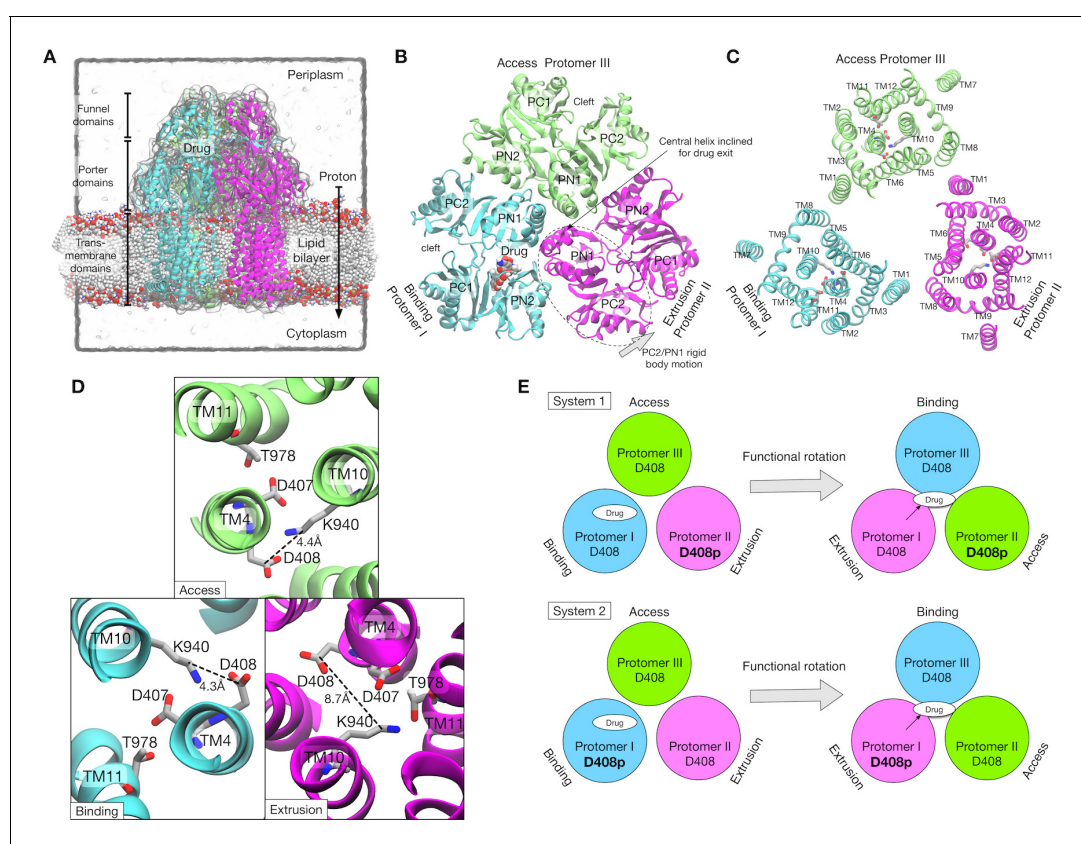 A
Periplasm
Funnel
domains
Drug
Porter
domains
Proton
Trans-
membrane
domains
Lipid
bilayer
Cytoplasm
B
Access Protomer III
PC1
Cleft
PC2
PN2
PN1
Central helix inclined
for drug exit
PC2
PN1
PN2
cleft
Drug
PN1
PC1
PC1
PN2
PC2
Binding
Protomer I
Extrusion
Protomer II
PC2/PN1 rigid
body motion
C
Access Protomer III
TM7
TM11
TM12
TM2
TM9
TM4
TM10
TM8
TM3
TM5
TM1
TM6
TM8
TM5
TM9
TM6
TM7
TM10
TM1
TM12
TM4
TM11
TM3
TM2
Binding
Protomer I
TM1
TM3
TM2
TM6
TM4
TM5
TM11
TM10
TM12
TM8
TM9
TM7
Extrusion
Protomer II
D
TM11
T978
D407
TM10
TM4
K940
4.4Å
D408
Access
TM10
K940
D408
4.3Å
D407
TM4
T978
TM11
Binding
TM4
D408
D407
T978
8.7Å
K940
TM11
TM10
Extrusion
E
System 1
Access
Protomer III
D408
Drug
Protomer I
D408
Protomer II
D408p
Binding
Extrusion
Functional rotation
Binding
Protomer III
D408
Drug
Protomer I
D408
Protomer II
D408p
Extrusion
Access
System 2
Access
Protomer III
D408
Drug
Protomer I
D408p
Protomer II
D408
Binding
Extrusion
Functional rotation
Binding
Protomer III
D408
Drug
Protomer I
D408p
Protomer II
D408
Extrusion
Access